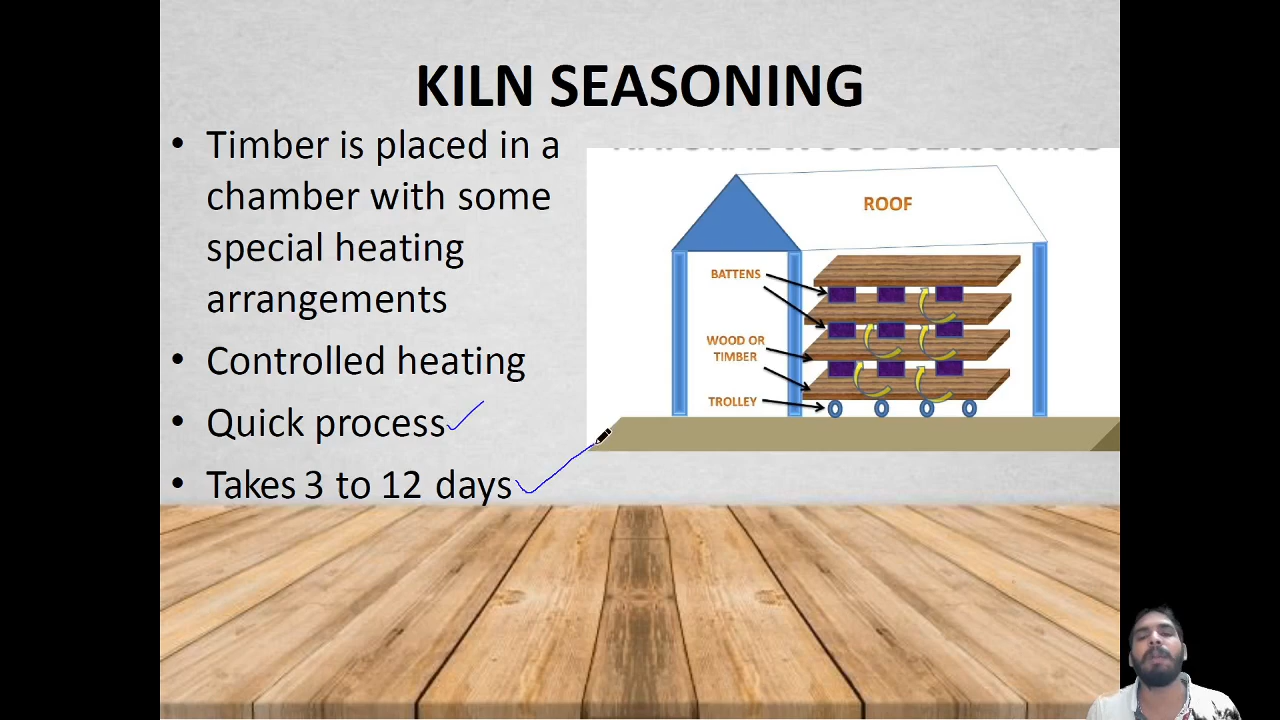 KILN SEASONING
• Timber is placed in a
chamber with some
special heating
arrangements
• Controlled heating
• Quick process
• Takes 3 to 12 days
ROOF
BATTENS
WOOD OR
TIMBER
TROLLEY